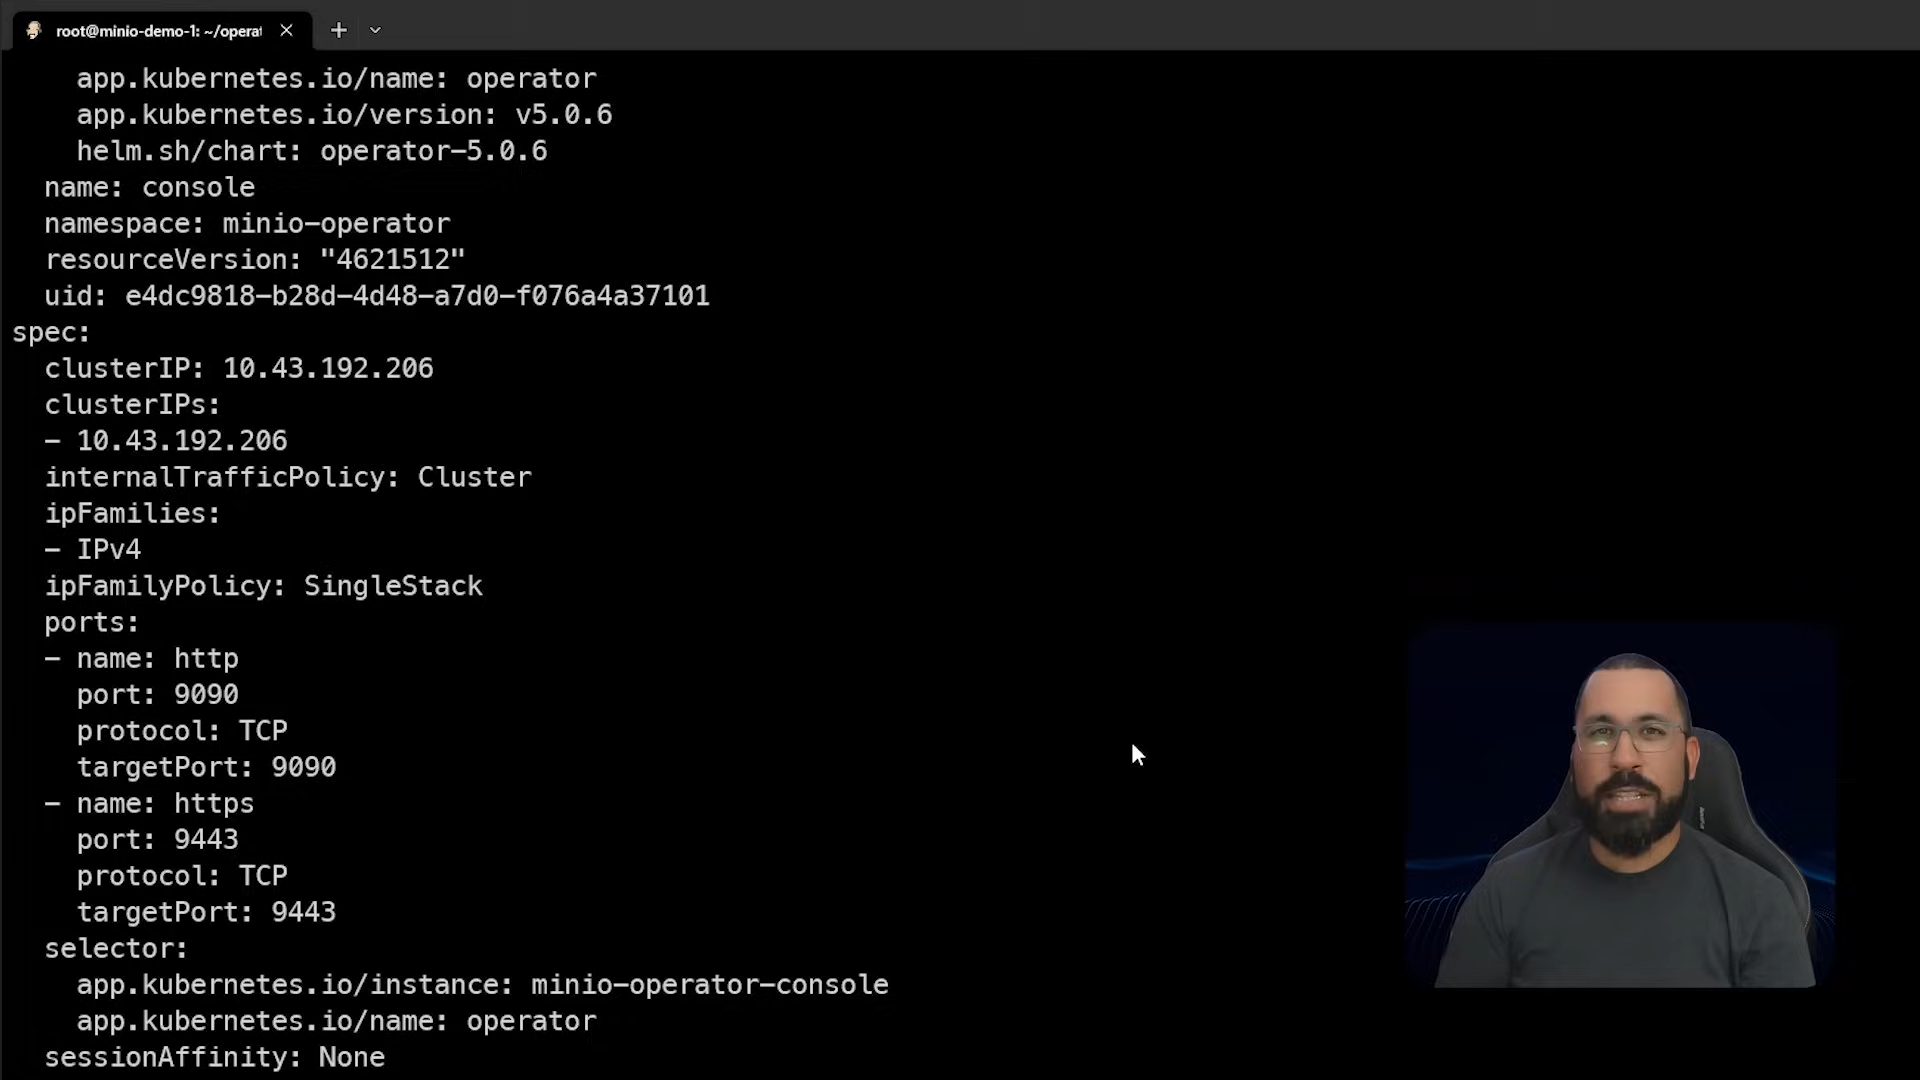 root@minio-demo-1: ~/opera
app.kubernetes.io/name: operator
app.kubernetes.io/version: v5.0.6
helm.sh/chart: operator-5.0.6
name: console
namespace: minio-operator
resourceVersion: "4621512"
uid: e4dc9818-b28d-4d48-a7d0-f076a4a37101
spec:
clusterIP: 10.43.192.206
clusterIPs:
- 10.43.192.206
internalTrafficPolicy: Cluster
ipFamilies:
- IPv4
ipFamilyPolicy: SingleStack
ports:
- name: http
port: 9090
protocol: TCP
targetPort: 9090
- name: https
port: 9443
protocol: TCP
targetPort: 9443
selector:
app.kubernetes.io/instance: minio-operator-console
app.kubernetes.io/name: operator
sessionAffinity: None